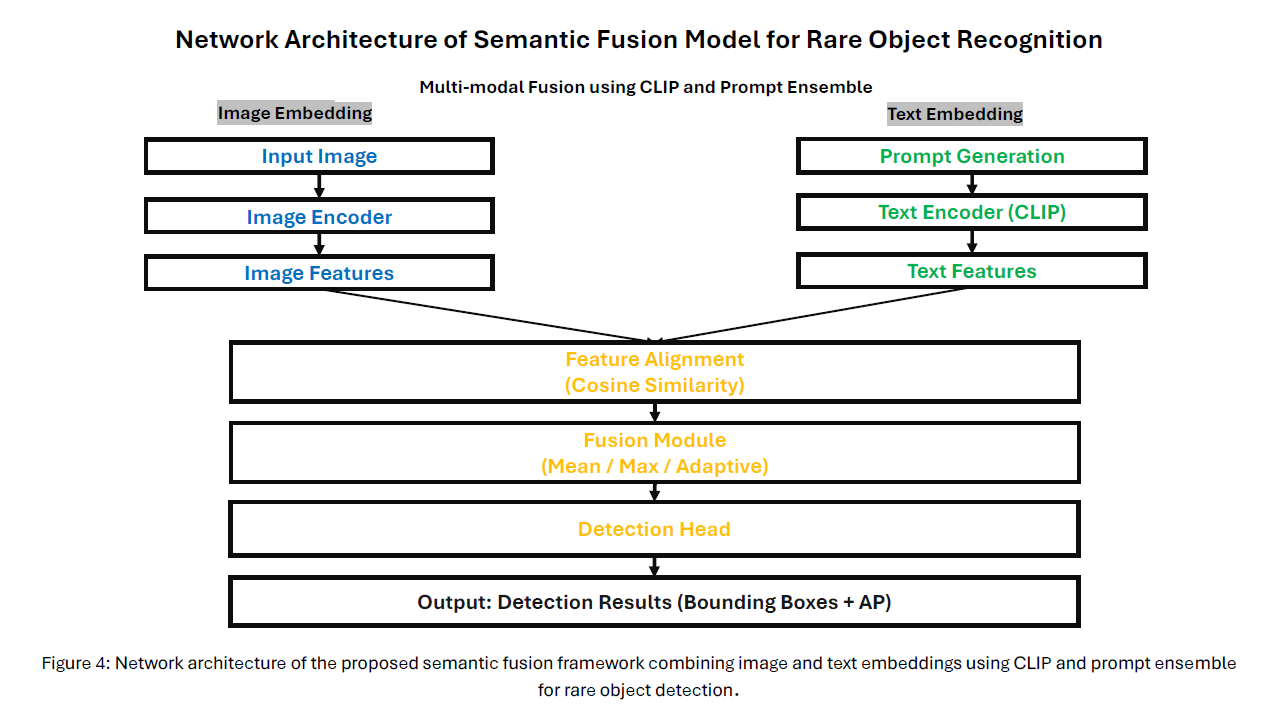 Network Architecture of Semantic Fusion Model for Rare Object Recognition
Multi-modal Fusion using CLIP and Prompt Ensemble
Image Embedding
Input Image
Image Encoder
Image Features
Text Embedding
Prompt Generation
Text Encoder (CLIP)
Text Features
Feature Alignment
(Cosine Similarity)
Fusion Module
(Mean / Max / Adaptive)
Detection Head
Output: Detection Results (Bounding Boxes + AP)
Figure 4: Network architecture of the proposed semantic fusion framework combining image and text embeddings using CLIP and prompt ensemble
for rare object detection.